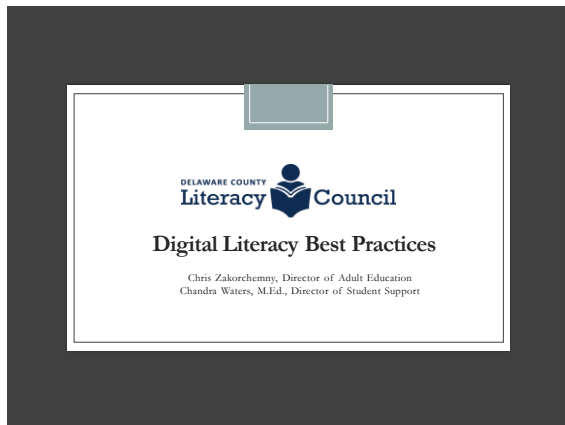 DELAWARE COUNTY
Literacy Council
Digital Literacy Best Practices
Chris Zakorchemny, Director of Adult Education
Chandra Waters, M.Ed., Director of Student Support